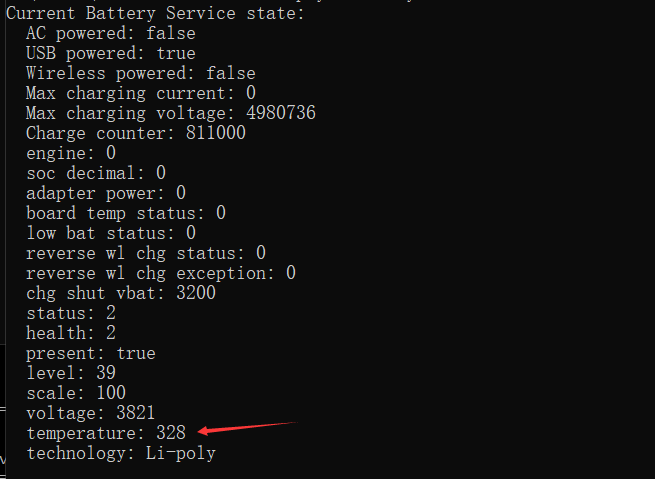 Current Battery Service state:
AC powered: false
USB powered: true
Wireless powered: false
Max charging current: 0
Max charging voltage: 4980736
Charge counter: 811000
engine: 0
soc decimal: 0
adapter power: 0
board temp status: 0
low bat status: 0
reverse wl chg status: 0
reverse wl chg exception: 0
chg shut vbat: 3200
status: 2
health: 2
present: true
level: 39
scale: 100
voltage: 3821
temperature: 328
technology: Li-poly